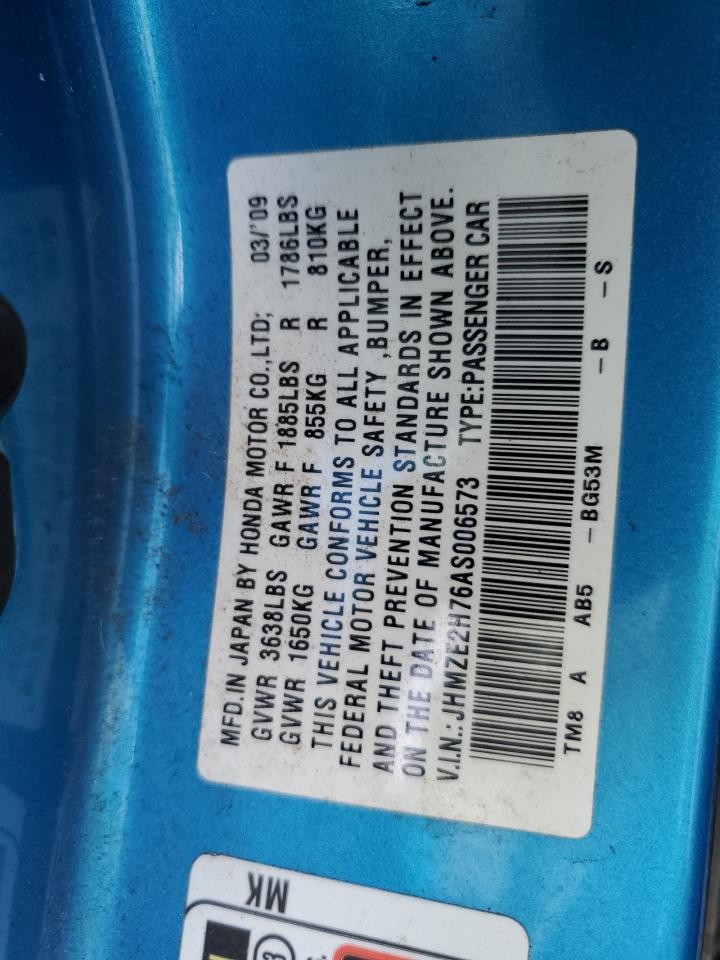 MFD.IN JAPAN BY HONDA MOTOR CO.,LTD; 03/'09
GVWR 3638LBS GAWR F 1885LBS R 1786LBS
GVWR 1650KG GAWR F 855KG R 810KG
THIS VEHICLE CONFORMS TO ALL APPLICABLE
FEDERAL MOTOR VEHICLE SAFETY ,BUMPER,
AND THEFT PREVENTION STANDARDS IN EFFECT
ON THE DATE OF MANUFACTURE SHOWN ABOVE.
V.I.N.: JHMZE2H76AS006573 TYPE:PASSENGER CAR
TM8 A AB5 –BG53M –B –S
MK